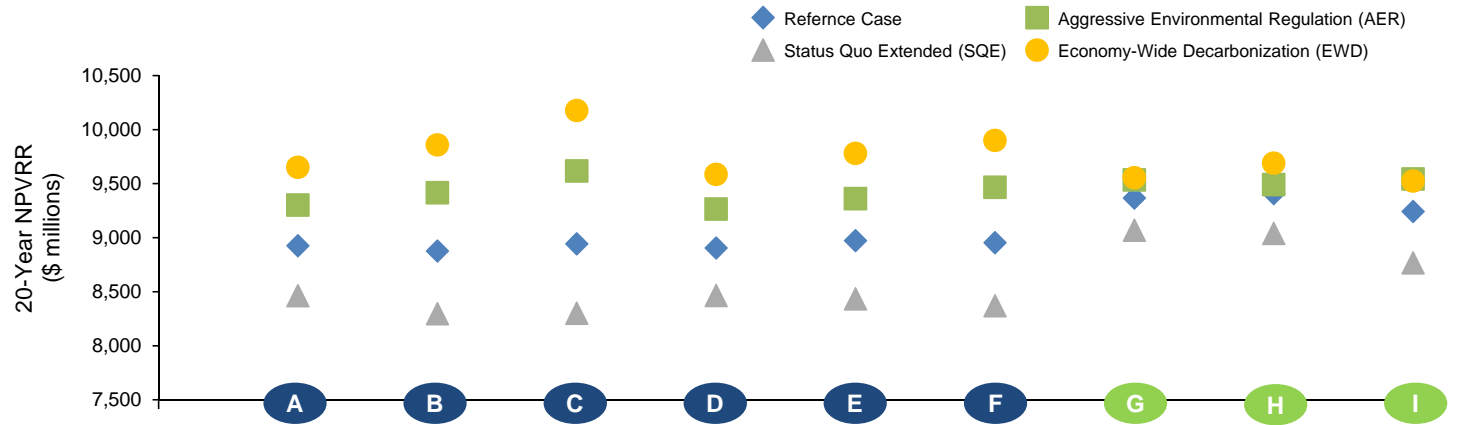 Refernce Case
Aggressive Environmental Regulation (AER)
Status Quo Extended (SQE)
Economy-Wide Decarbonization (EWD)
20-Year NPVRR
($ millions)
10,500
10,000
9,500
9,000
8,500
8,000
7,500
A B C D E F G H I